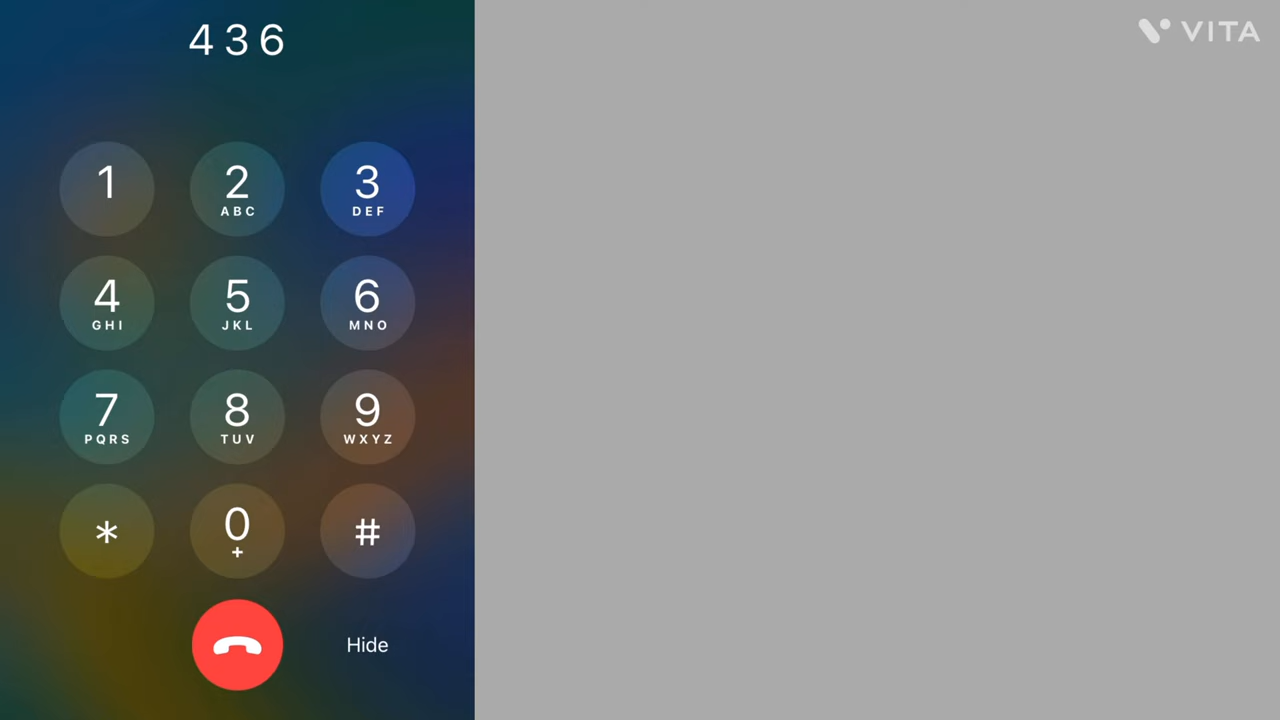 436
VITA
1
2
ABC
3
DEF
4
GHI
5
JKL
6
MNO
7
PQRS
8
TUV
9
WXYZ
*
0
+
#
Hide